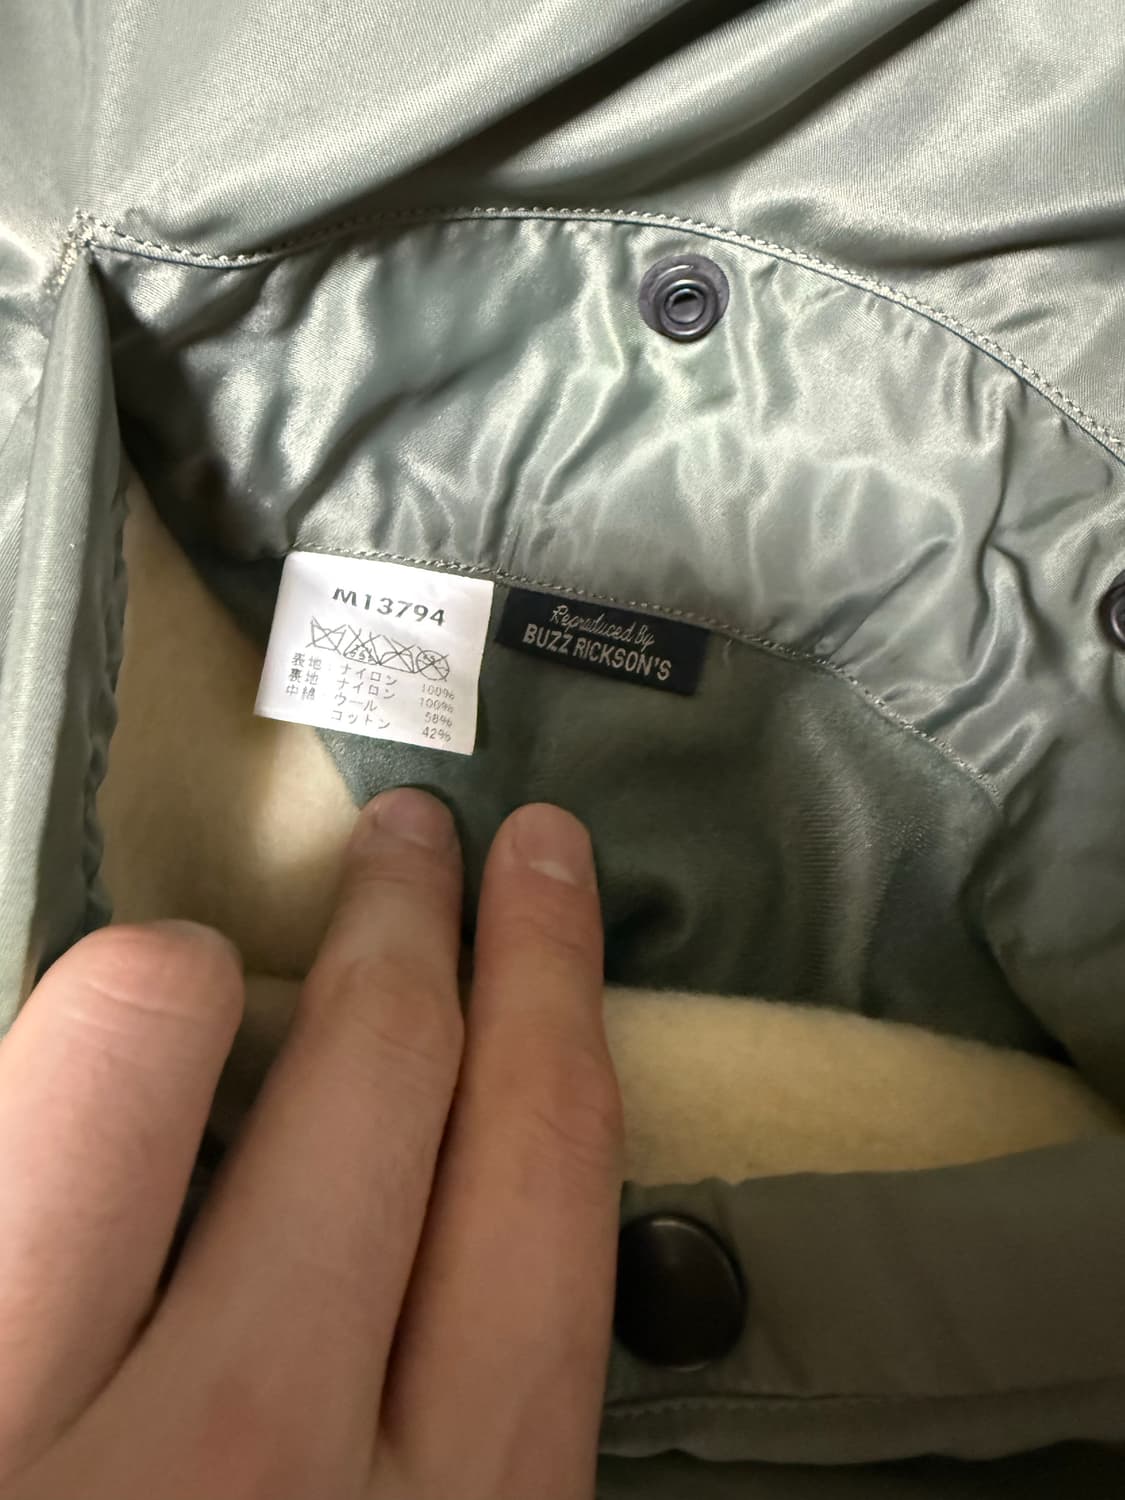 M13794
表地 ナイロン 100%
裏地 ナイロン 100%
中綿 ウール 58%
コットン 42%
Reproduced By
BUZZ RICKSON'S